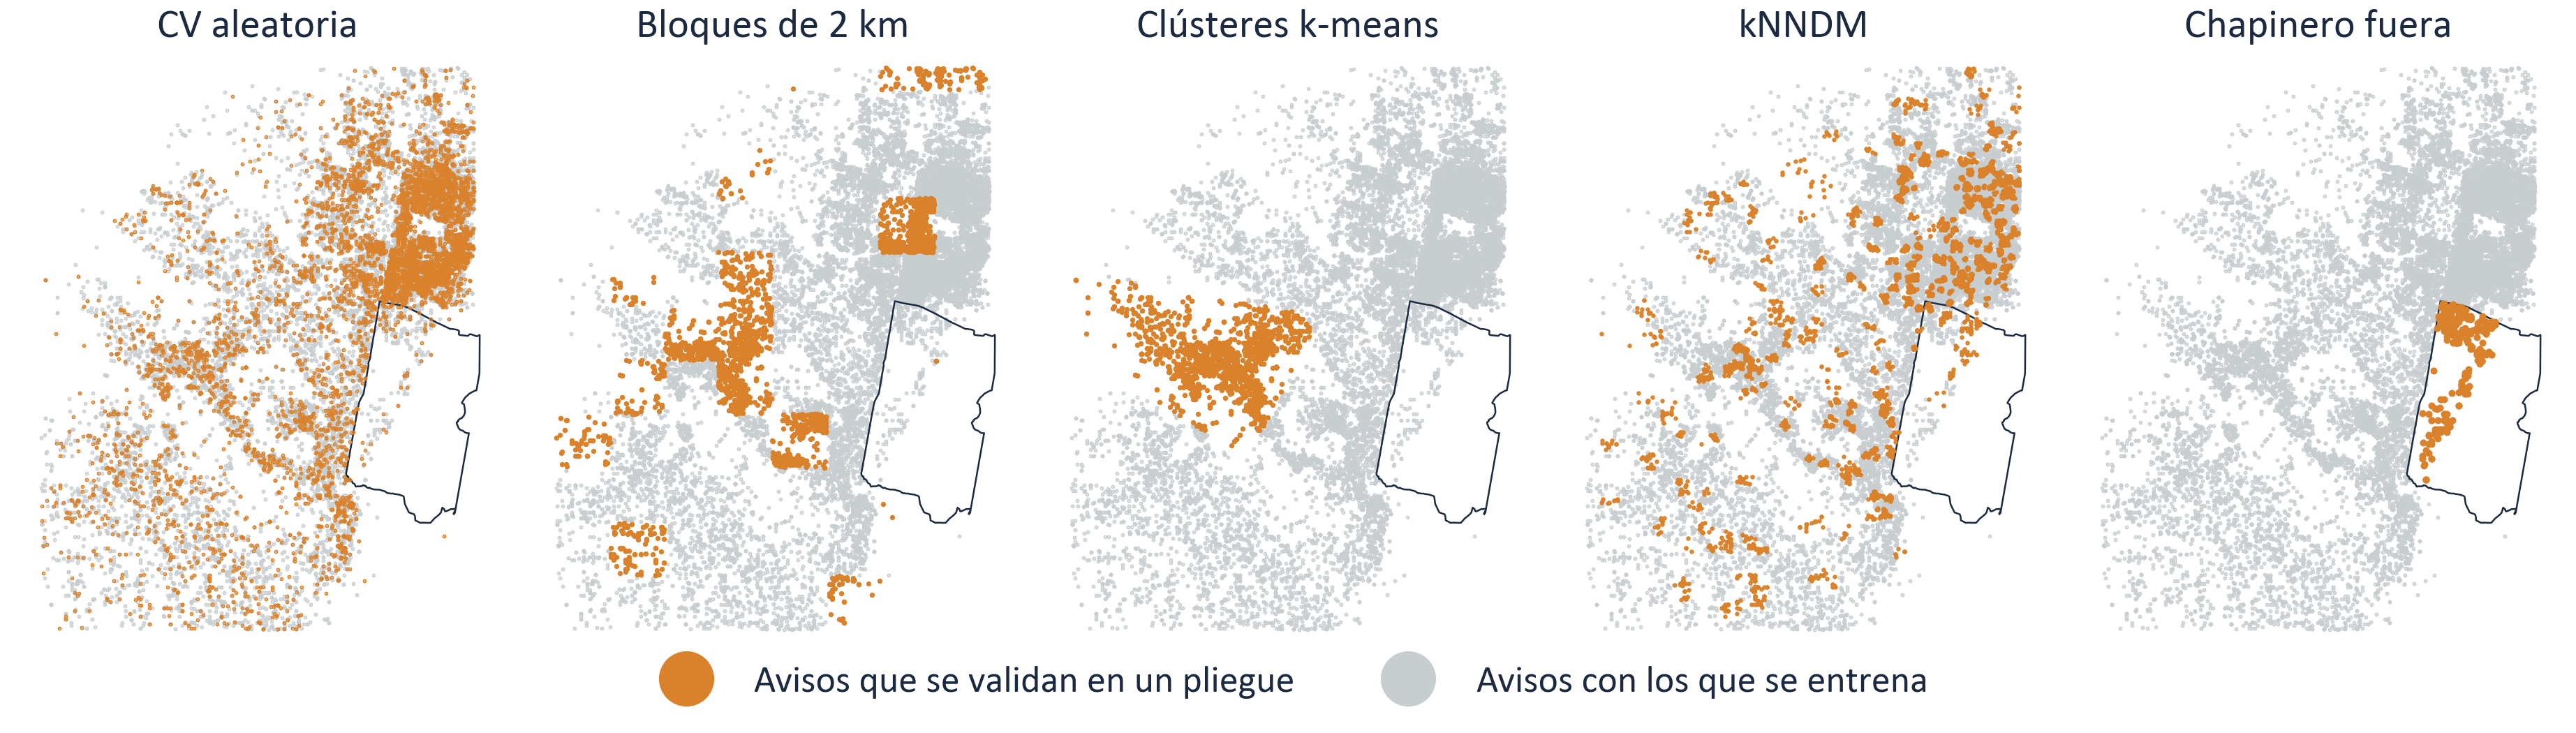 CV aleatoria
Bloques de 2 km
Clústeres k-means
kNNDM
Chapinero fuera
Avisos que se validan en un pliegue
Avisos con los que se entrena